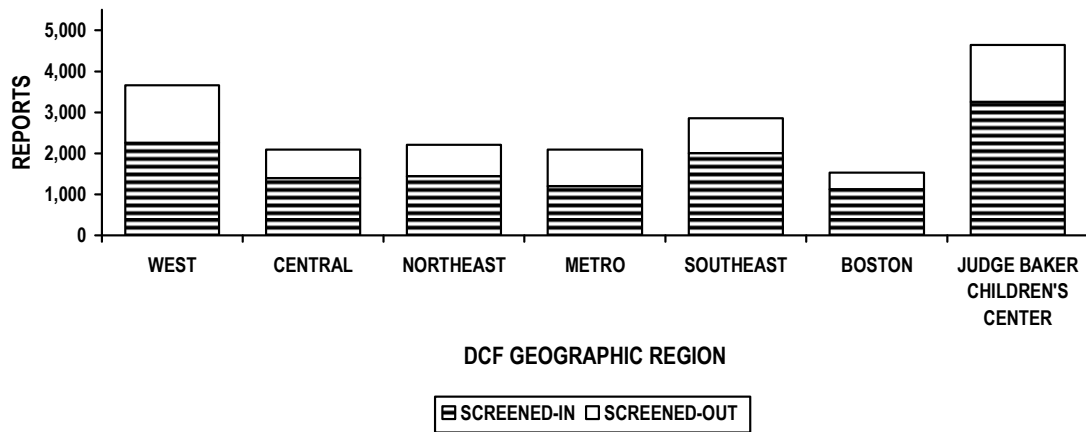 5,000
4,000
3,000
2,000
1,000
0
REPORTS
WEST CENTRAL NORTHEAST METRO SOUTHEAST BOSTON JUDGE BAKER
CHILDREN'S
CENTER
DCF GEOGRAPHIC REGION
SCREENED-IN SCREENED-OUT